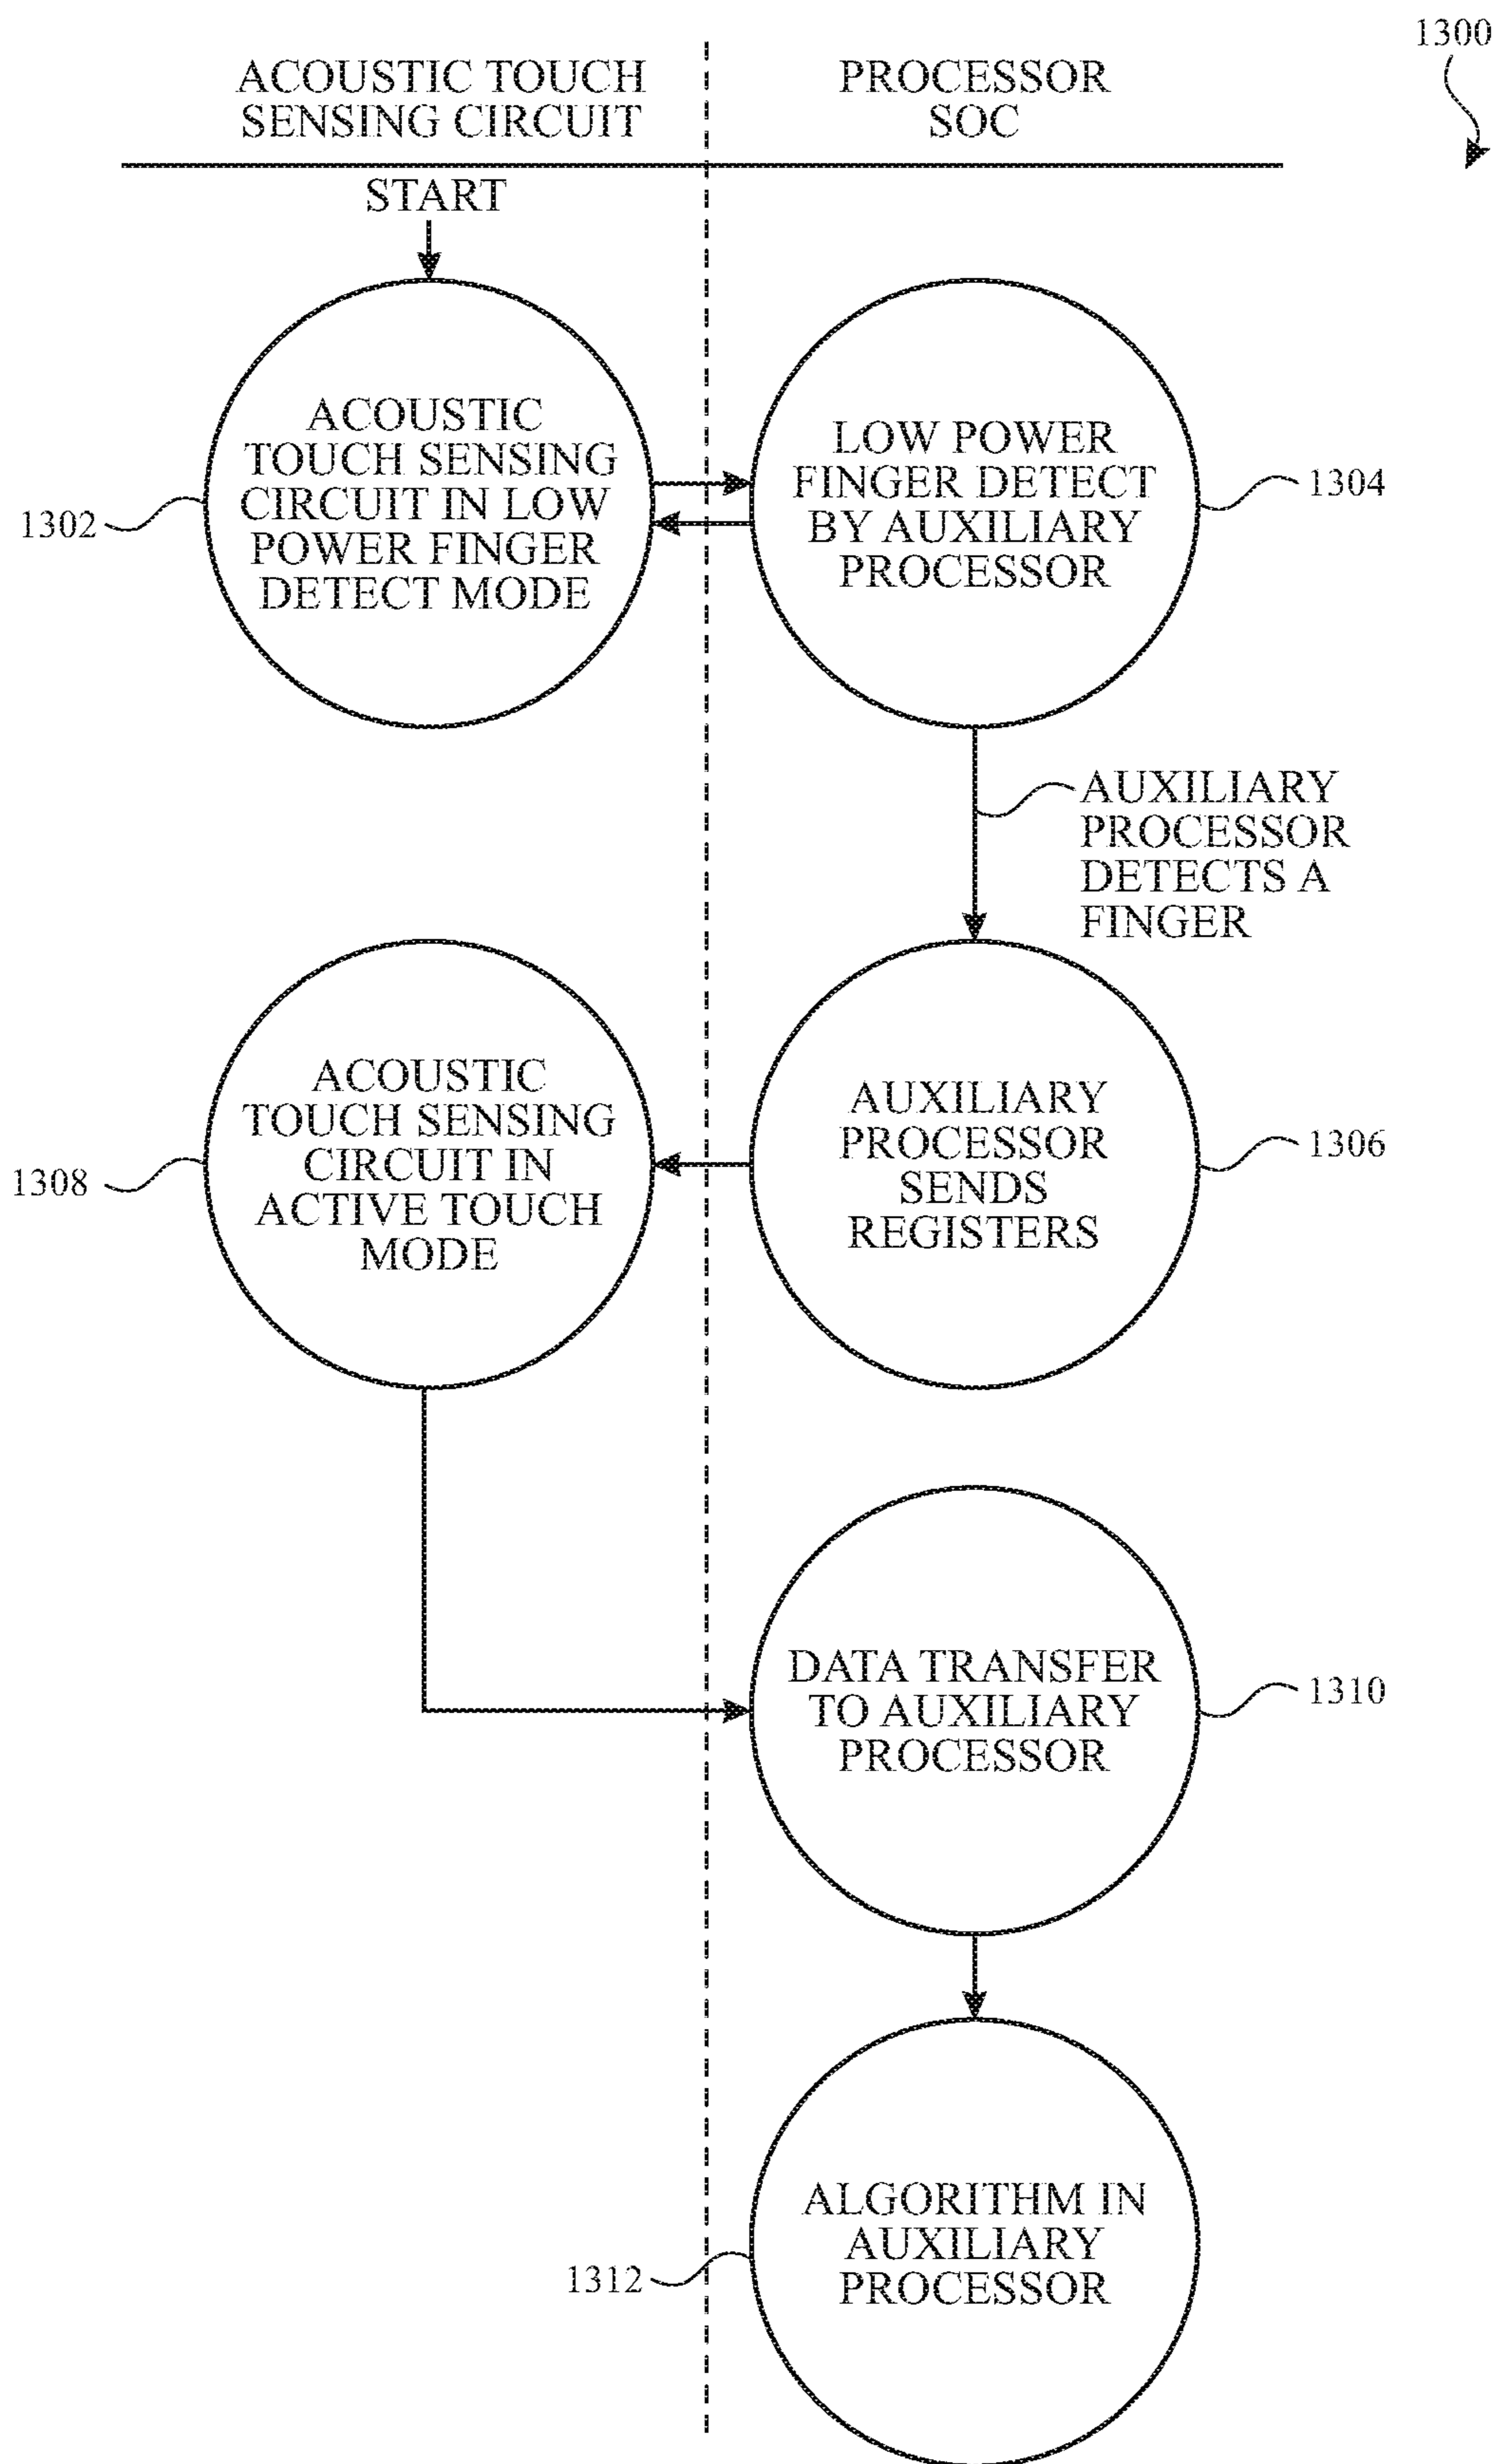 1300
ACOUSTIC TOUCH
SENSING CIRCUIT
PROCESSOR
SOC
START
ACOUSTIC
TOUCH SENSING
CIRCUIT IN LOW
POWER FINGER
DETECT MODE
1302
LOW POWER
FINGER DETECT
BY AUXILIARY
PROCESSOR
1304
AUXILIARY
PROCESSOR
DETECTS A
FINGER
AUXILIARY
PROCESSOR
SENDS
REGISTERS
1306
ACOUSTIC
TOUCH SENSING
CIRCUIT IN
ACTIVE TOUCH
MODE
1308
DATA TRANSFER
TO AUXILIARY
PROCESSOR
1310
ALGORITHM IN
AUXILIARY
PROCESSOR
1312